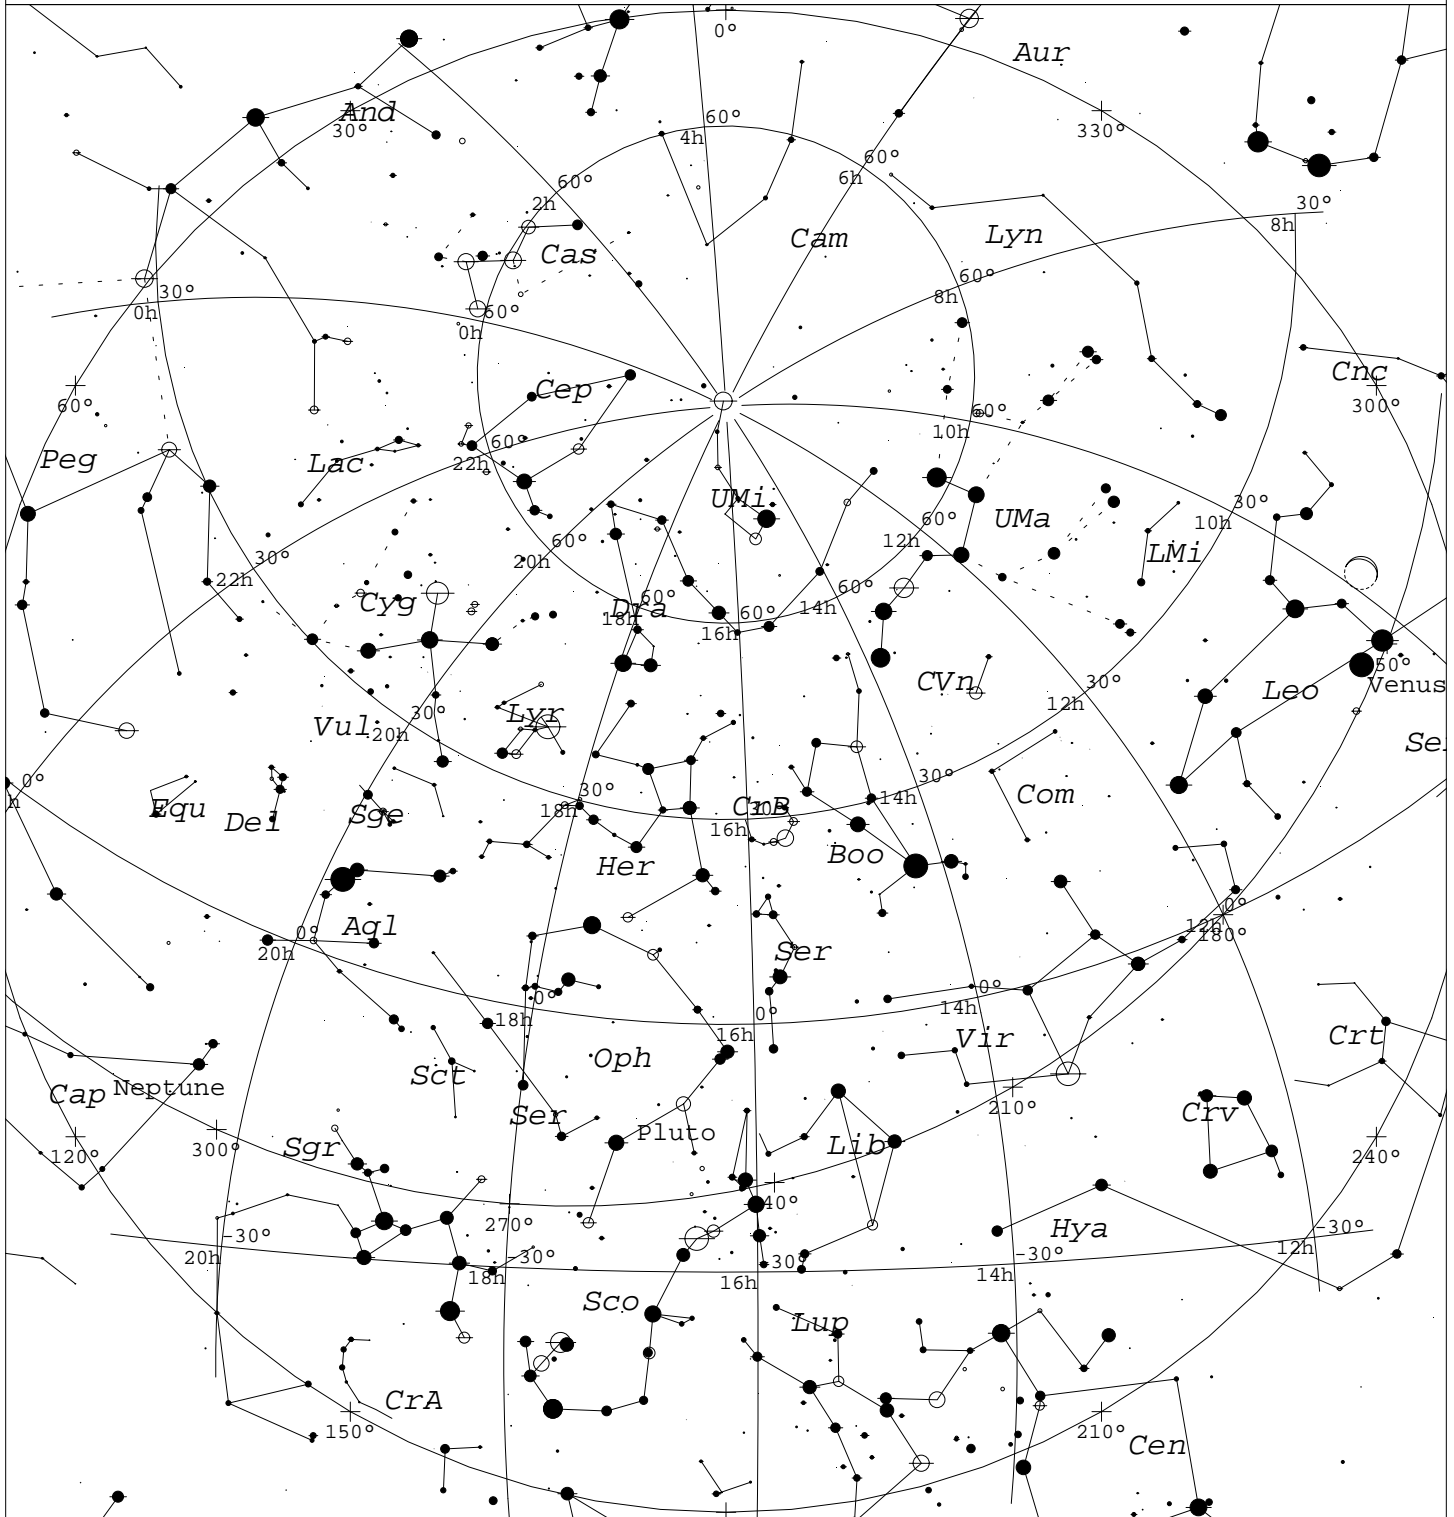 0°
Aur
And
30°
60°
4h
330°
60°
6h
60°
2h
30°
8h
Cas
Cam
Lyn
60°
8h
30°
0h
60°
0h
Cep
Cnc
300°
60°
60°
10h
Peg
Lac
60°
22h
UMi
UMa
30°
10h
60°
12h
LMi
60°
20h
30°
22h
Cyg
60°
18h
Dra
60°
14h
60°
16h
50°
Venus
Leo
CVn
30°
12h
Lyr
30°
Vul
20h
Se
0°
h
30°
14h
30°
18h
Equ
Del
Sge
CrB
30°
16h
Com
Her
Boo
0°
12h
180°
Aql
0°
20h
Ser
0°
18h
0°
16h
0°
14h
Vir
Crt
Oph
Sct
Cap
Neptune
Ser
210°
Crv
Pluto
Lib
Sgr
300°
120°
240°
240°
270°
Hya
-30°
20h
-30°
18h
-30°
16h
-30°
14h
-30°
12h
Sco
Lup
CrA
150°
210°
Cen